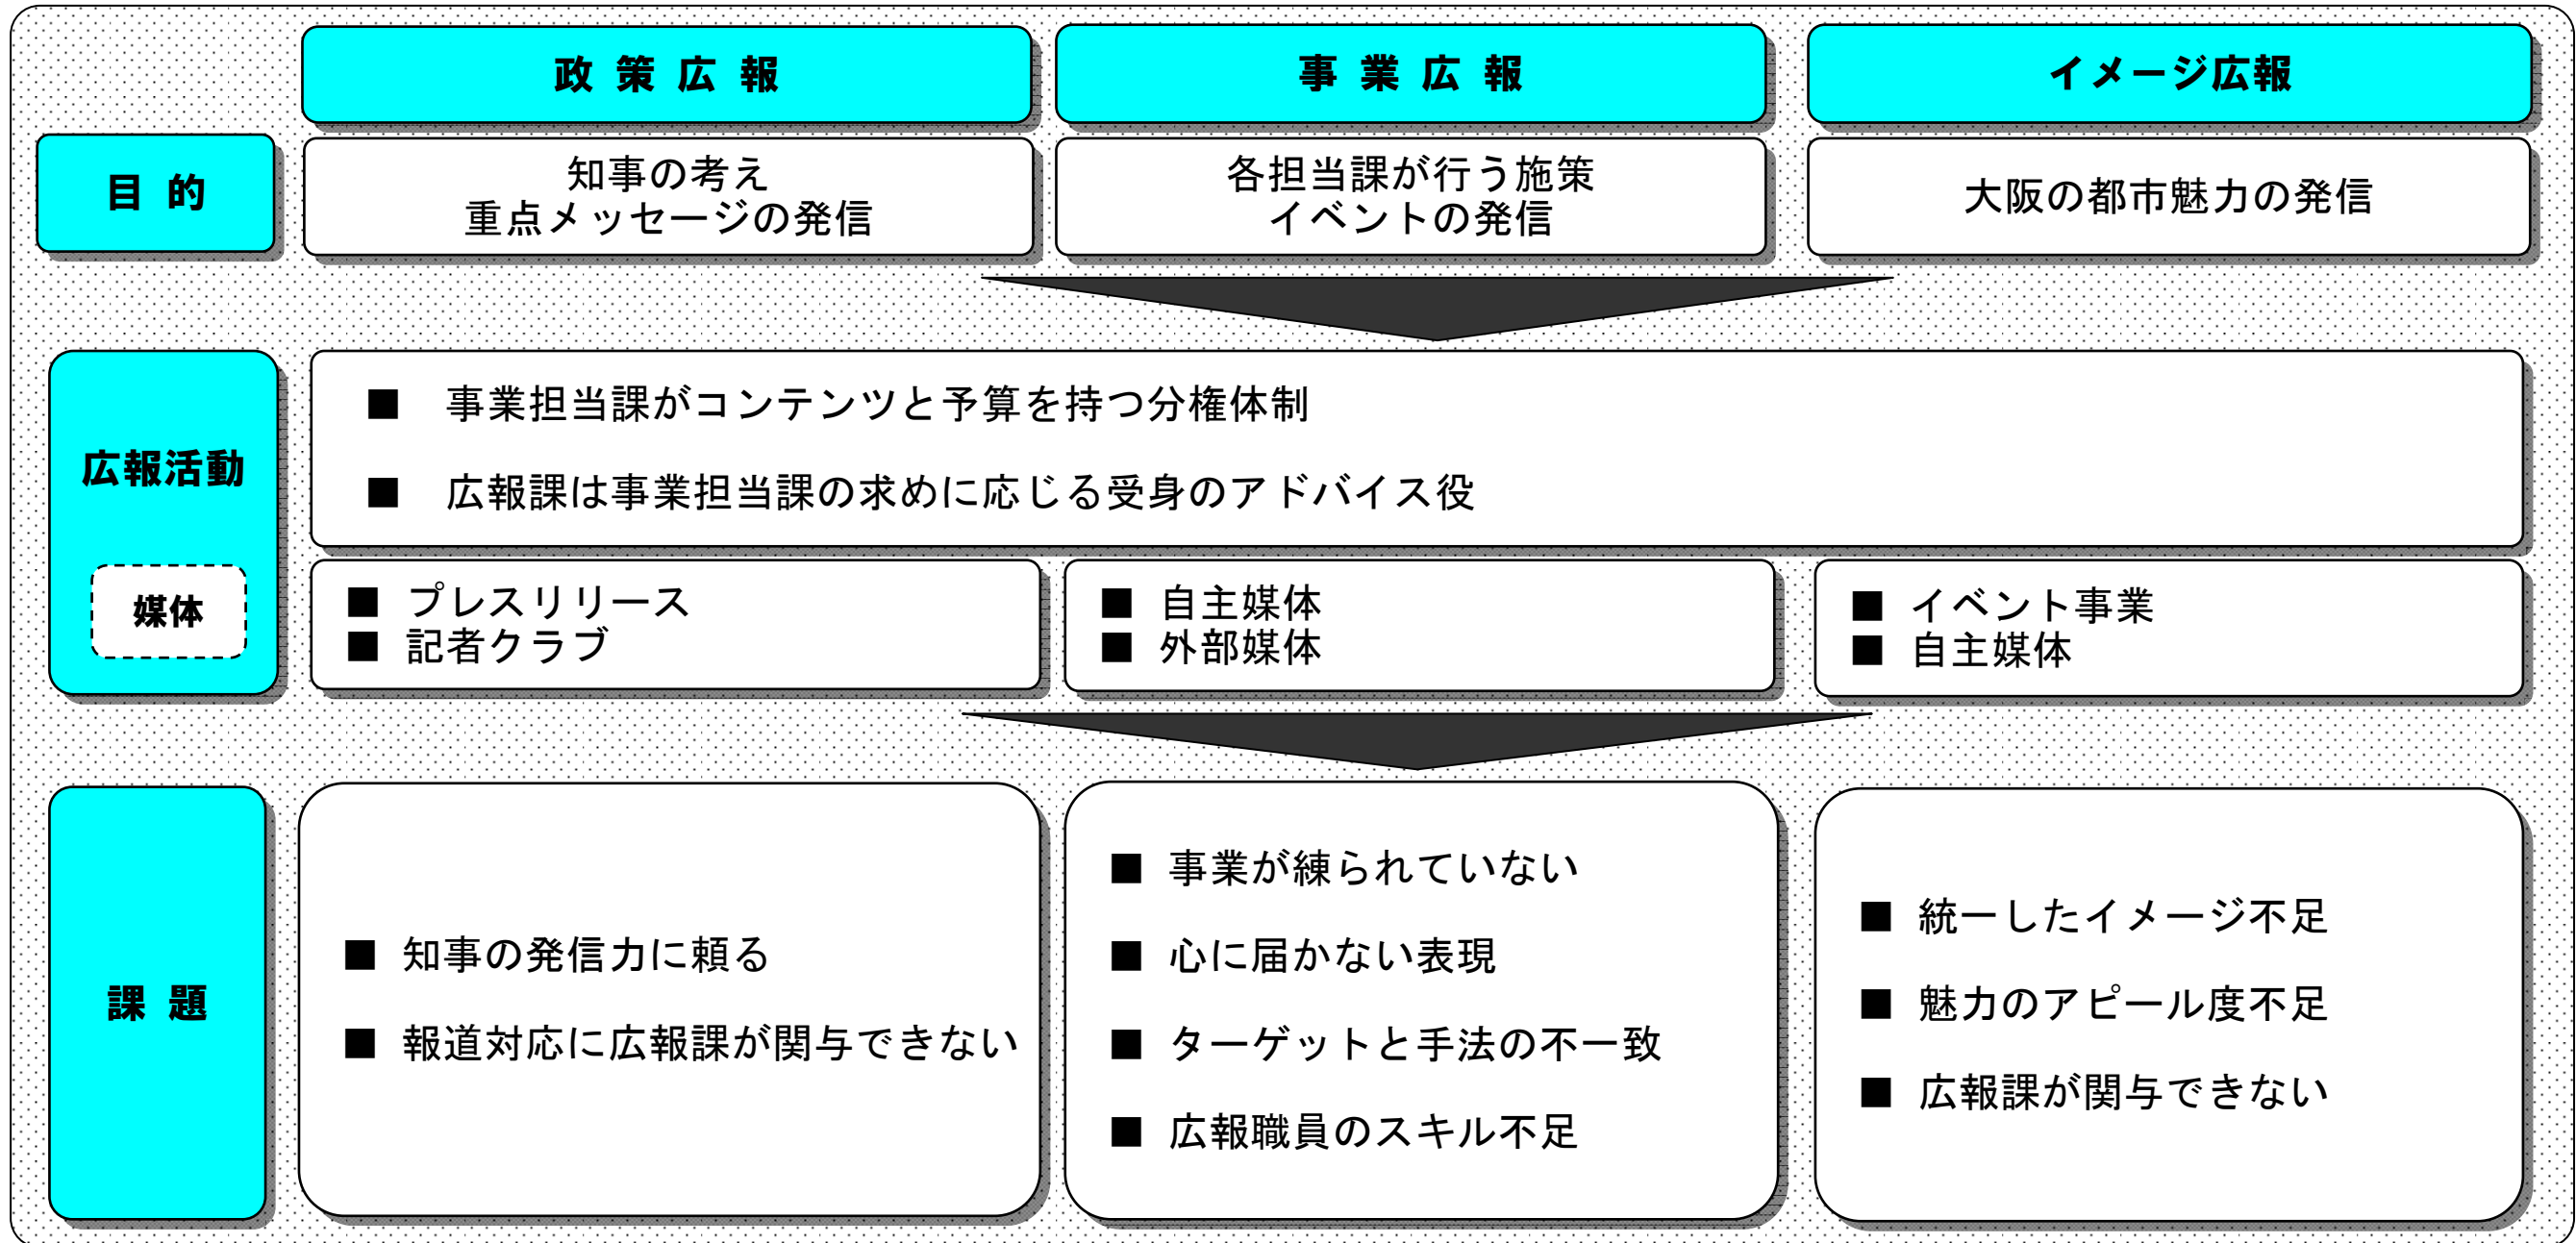 政 策 広 報
事 業 広 報
イメージ広報
目 的
知事の考え
重点メッセージの発信
各担当課が行う施策
イベントの発信
大阪の都市魅力の発信
広報活動
■ 事業担当課がコンテンツと予算を持つ分権体制
■ 広報課は事業担当課の求めに応じる受身のアドバイス役
媒体
■ プレスリリース
■ 記者クラブ
■ 自主媒体
■ 外部媒体
■ イベント事業
■ 自主媒体
課 題
■ 知事の発信力に頼る
■ 報道対応に広報課が関与できない
■ 事業が練られていない
■ 心に届かない表現
■ ターゲットと手法の不一致
■ 広報職員のスキル不足
■ 統一したイメージ不足
■ 魅力のアピール度不足
■ 広報課が関与できない